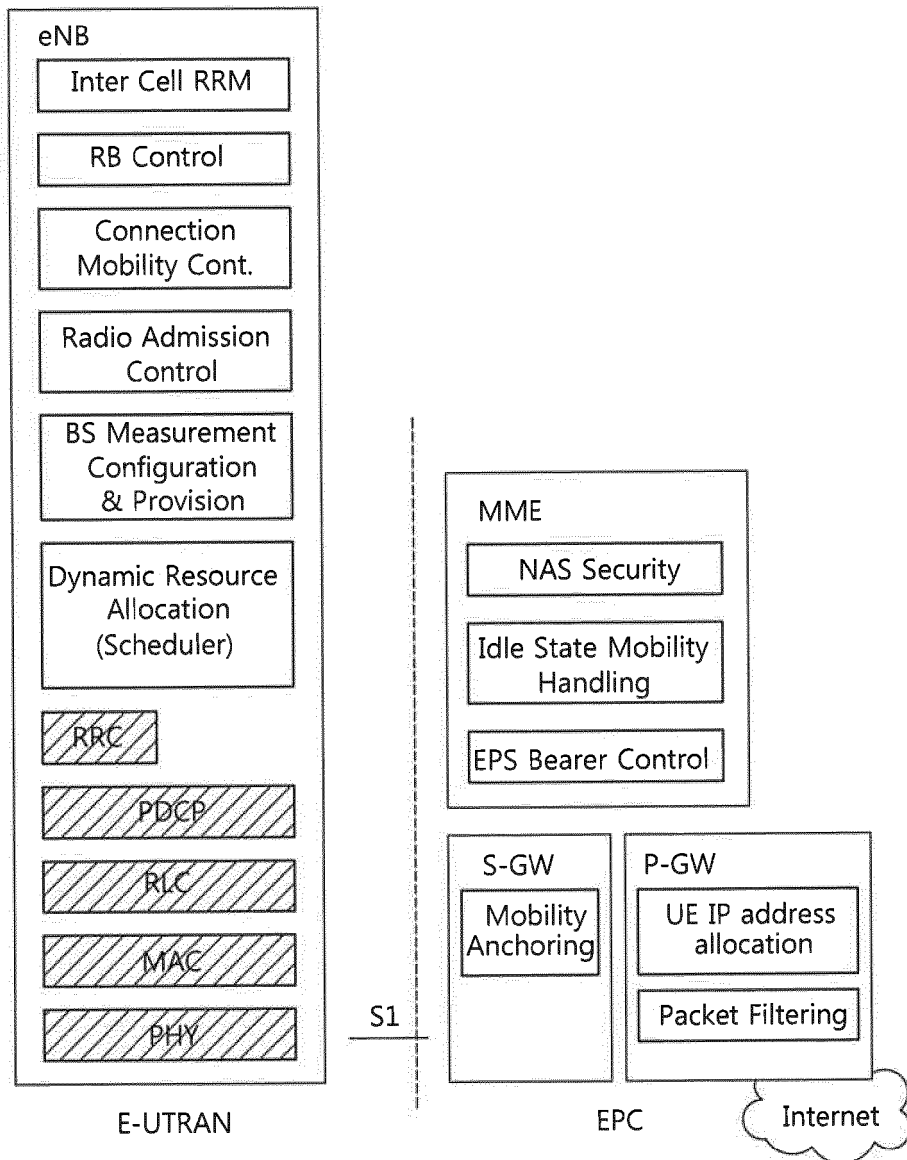 eNB
Inter Cell RRM
RB Control
Connection
Mobility Cont.
Radio Admission
Control
BS Measurement
Configuration
& Provision
Dynamic Resource
Allocation
(Scheduler)
RRC
PDCP
RLC
MAC
PHY
S1
E-UTRAN
MME
NAS Security
Idle State Mobility
Handling
EPS Bearer Control
S-GW
Mobility
Anchoring
P-GW
UE IP address
allocation
Packet Filtering
EPC
Internet